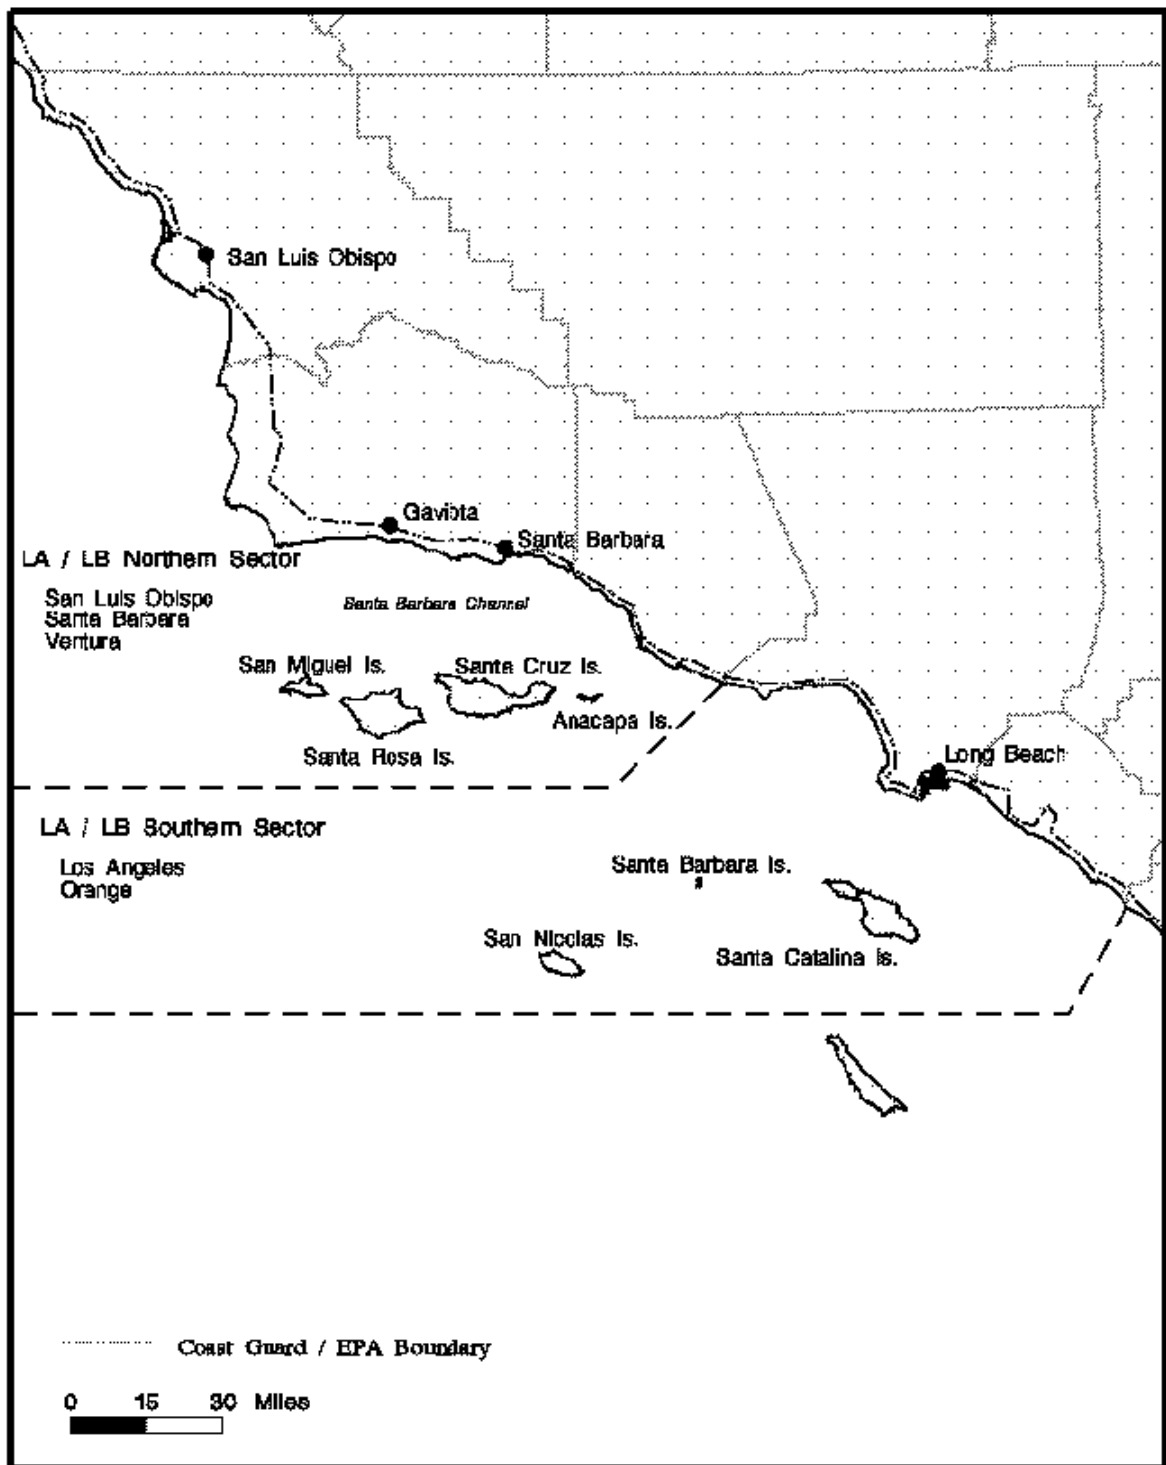 San Luis Obispo
Gaviota
Santa Barbara
LA / LB Northern Sector
San Luis Obispo
Santa Barbara
Ventura
Santa Barbara Channel
San Miguel Is.
Santa Cruz Is.
Anacapa Is.
Santa Rosa Is.
Long Beach
LA / LB Southern Sector
Los Angeles
Orange
Santa Barbara Is.
San Nicolas Is.
Santa Catalina Is.
Coast Guard / EPA Boundary
0 15 30 Miles